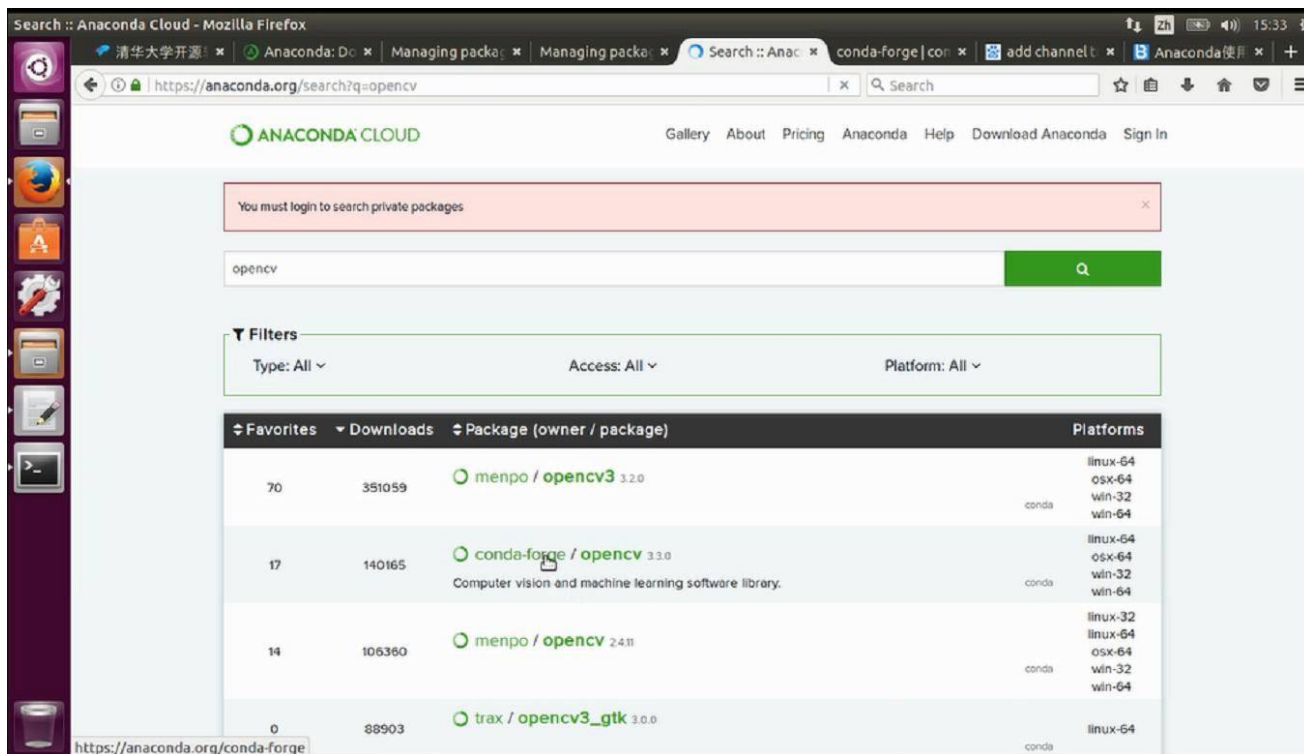 Search :: Anaconda Cloud - Mozilla Firefox Zh 15:33
清华大学开源 Anaconda: Do Managing packag Managing packag Search :: Anac conda-forge | con add channel t Anaconda使用
https://anaconda.org/search?q=opencv Search
ANACONDA CLOUD Gallery About Pricing Anaconda Help Download Anaconda Sign In
You must login to search private packages
opencv
Filters
Type: All Access: All Platform: All
Favorites Downloads Package (owner / package) Platforms
70 351059 menpo / opencv3 3.2.0 conda
linux-64
osx-64
win-32
win-64
17 140165 conda-forge / opencv 3.3.0
Computer vision and machine learning software library. conda
linux-64
osx-64
win-32
win-64
14 106360 menpo / opencv 2.4.11 conda
linux-32
linux-64
osx-64
win-32
win-64
0 88903 trax / opencv3_gtk 3.0.0 conda
linux-64
https://anaconda.org/conda-forge